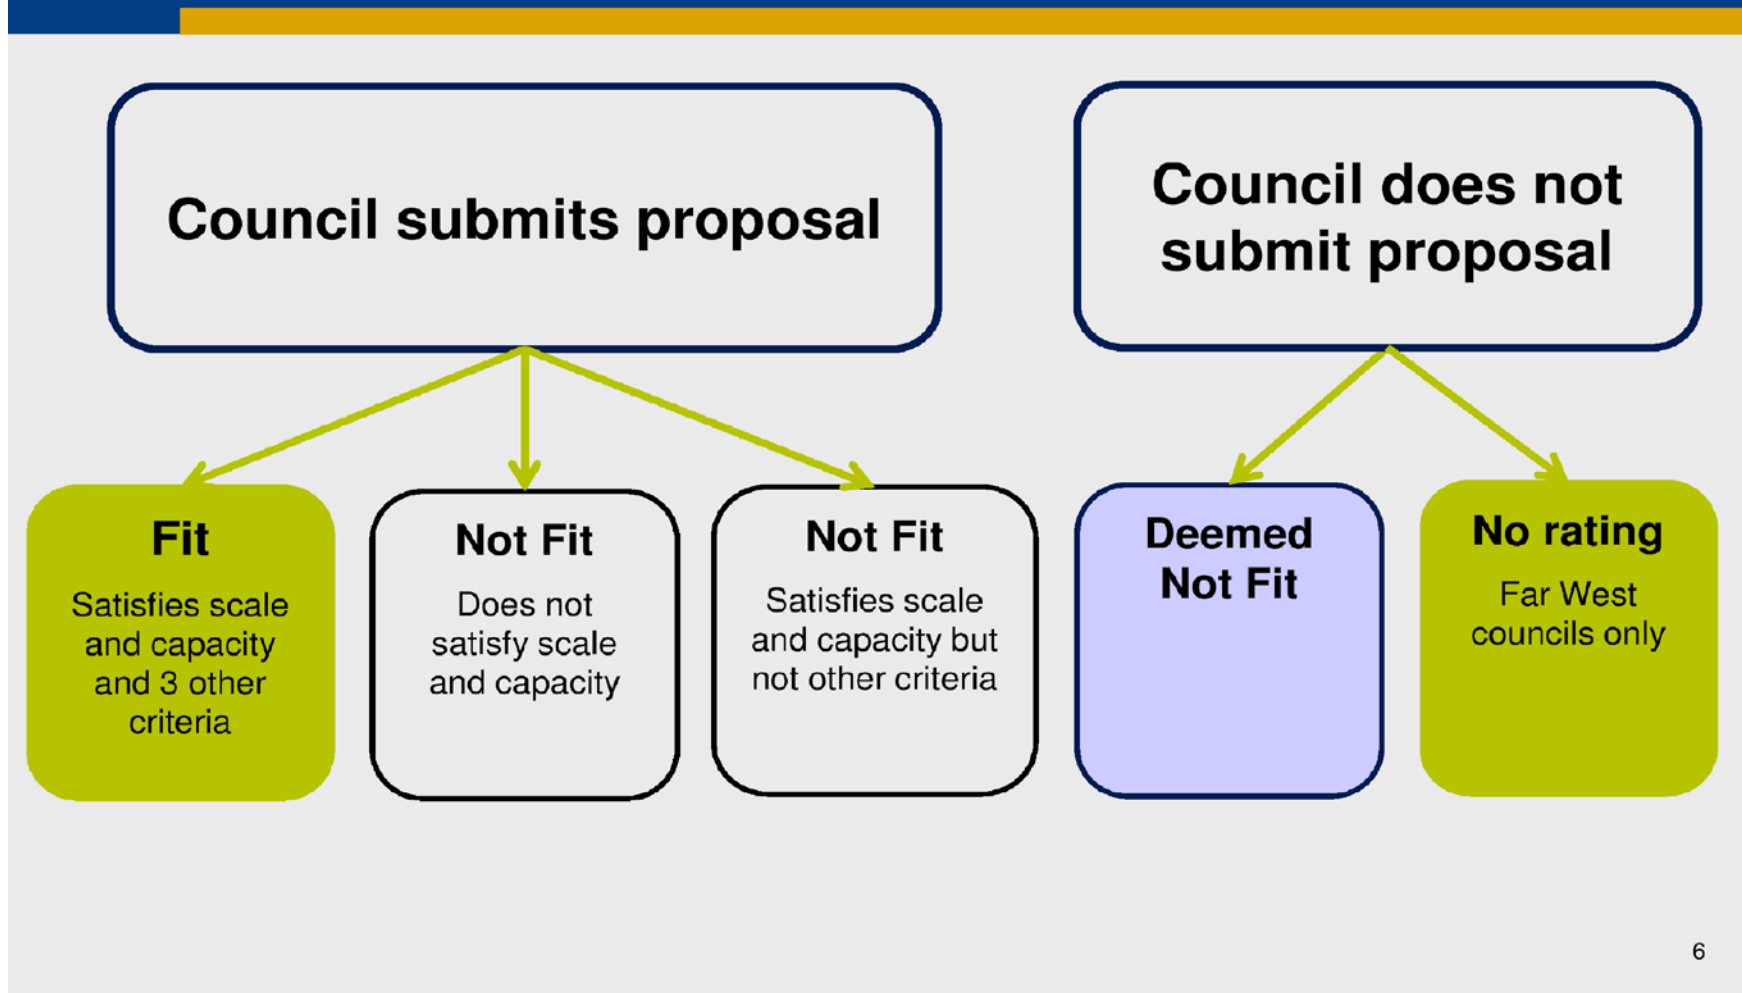 Council submits proposal
Council does not
submit proposal
Fit
Satisfies scale
and capacity
and 3 other
criteria
Not Fit
Does not
satisfy scale
and capacity
Not Fit
Satisfies scale
and capacity but
not other criteria
Deemed
Not Fit
No rating
Far West
councils only
6